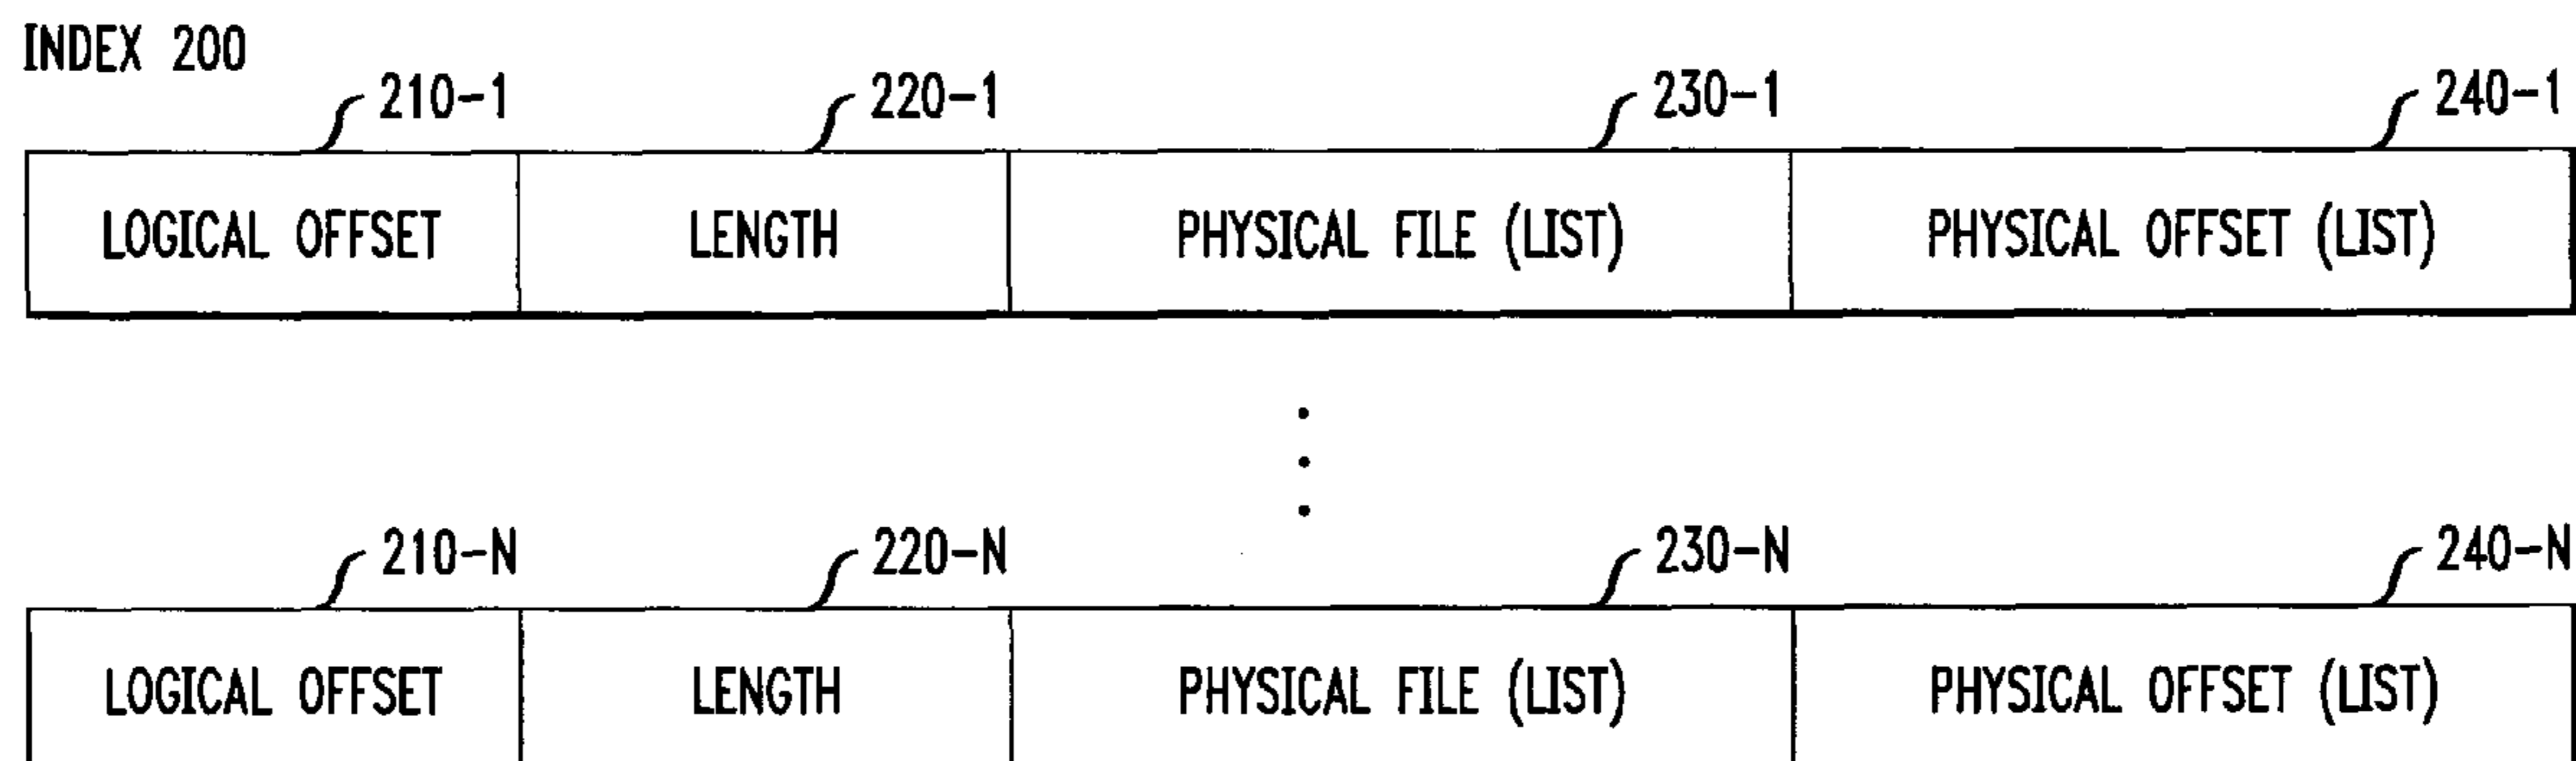 INDEX 200
210-1 220-1 230-1 240-1
LOGICAL OFFSET LENGTH PHYSICAL FILE (LIST) PHYSICAL OFFSET (LIST)
210-N 220-N 230-N 240-N
LOGICAL OFFSET LENGTH PHYSICAL FILE (LIST) PHYSICAL OFFSET (LIST)